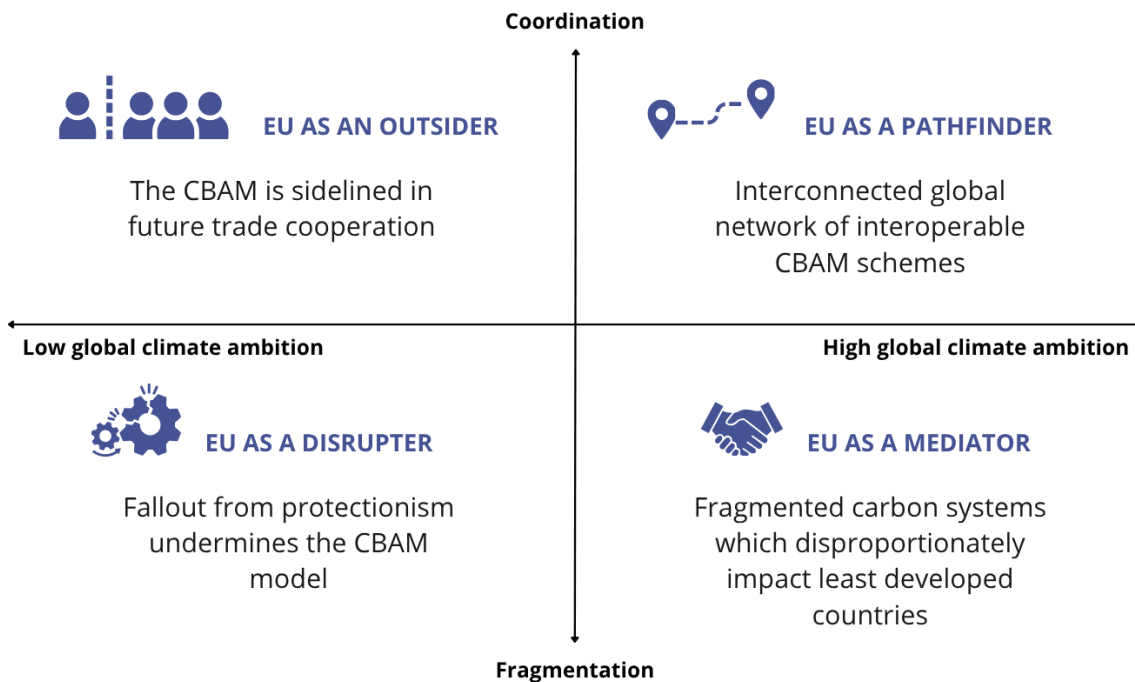 Coordination
EU AS AN OUTSIDER
The CBAM is sidelined in
future trade cooperation
EU AS A PATHFINDER
Interconnected global
network of interoperable
CBAM schemes
Low global climate ambition
High global climate ambition
EU AS A DISRUPTER
Fallout from protectionism
undermines the CBAM
model
EU AS A MEDIATOR
Fragmented carbon systems
which disproportionately
impact least developed
countries
Fragmentation